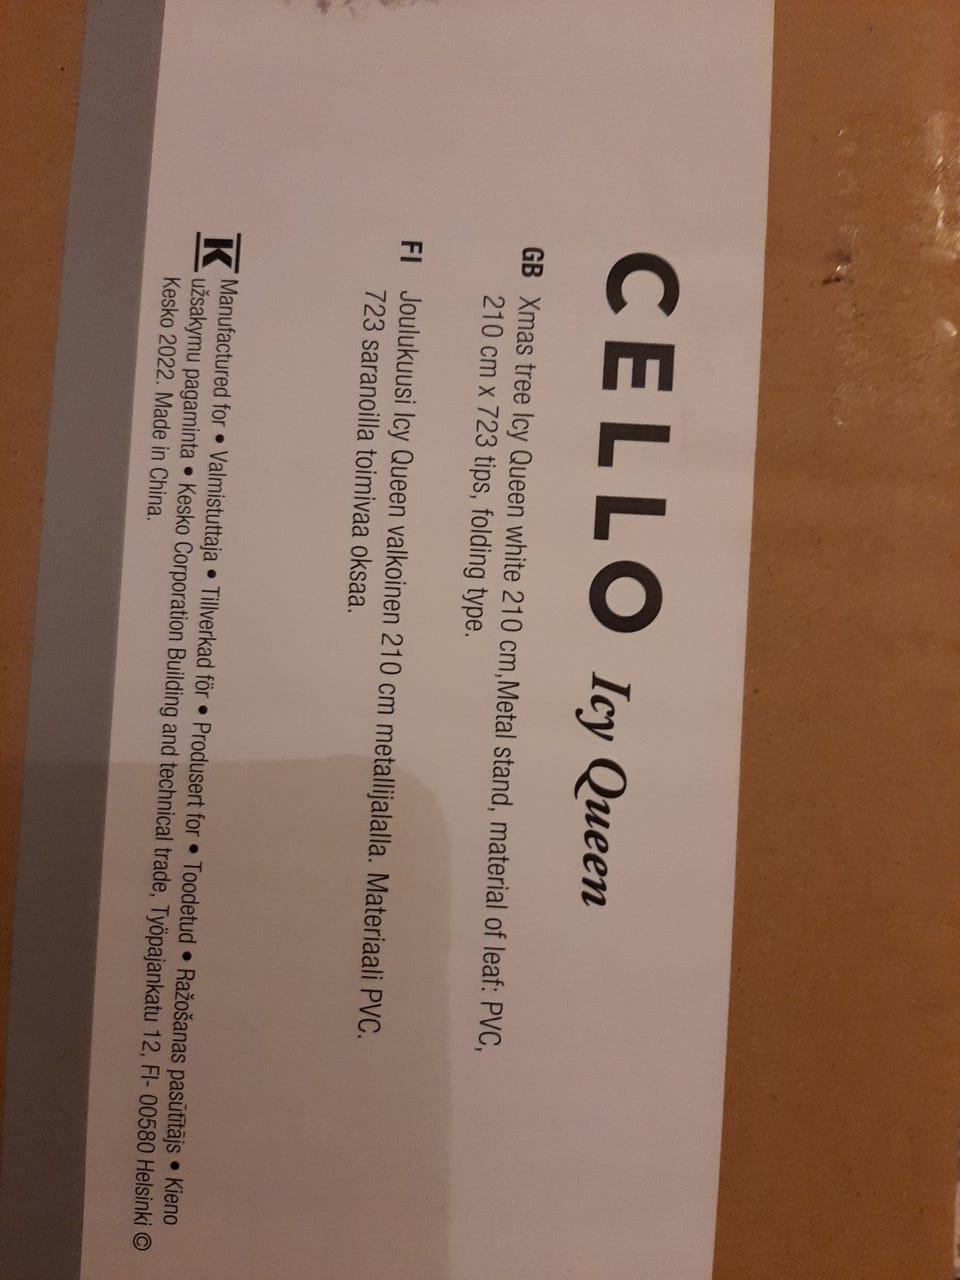 CELLO Icy Queen
GB Xmas tree Icy Queen white 210 cm,Metal stand, material of leaf: PVC,
210 cm x 723 tips, folding type.
FI Joulukuusi Icy Queen valkoinen 210 cm metallijalalla. Materiaali PVC.
723 saranoilla toimivaa oksaa.
K Manufactured for • Valmistuttaja • Tillverkad för • Produsert for • Toodetud • Ražošanas pasūtītājs • Kieno
užsakymu pagaminta • Kesko Corporation Building and technical trade, Työpajankatu 12, FI- 00580 Helsinki ©
Kesko 2022. Made in China.